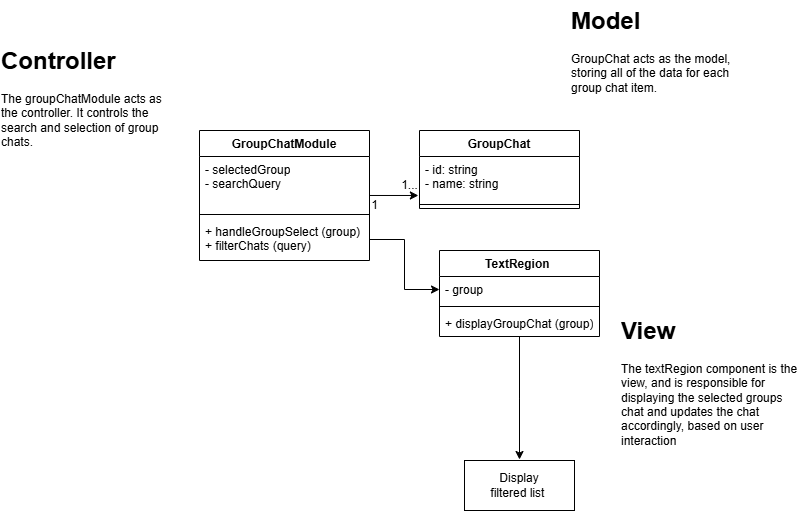 Model
GroupChat acts as the model,
storing all of the data for each
group chat item.
Controller
The groupChatModule acts as
the controller. It controls the
search and selection of group
chats.
GroupChatModule
- selectedGroup
- searchQuery
+ handleGroupSelect (group)
+ filterChats (query)
1
1...
GroupChat
- id: string
- name: string
TextRegion
- group
+ displayGroupChat (group)
View
The textRegion component is the
view, and is responsible for
displaying the selected groups
chat and updates the chat
accordingly, based on user
interaction
Display
filtered list